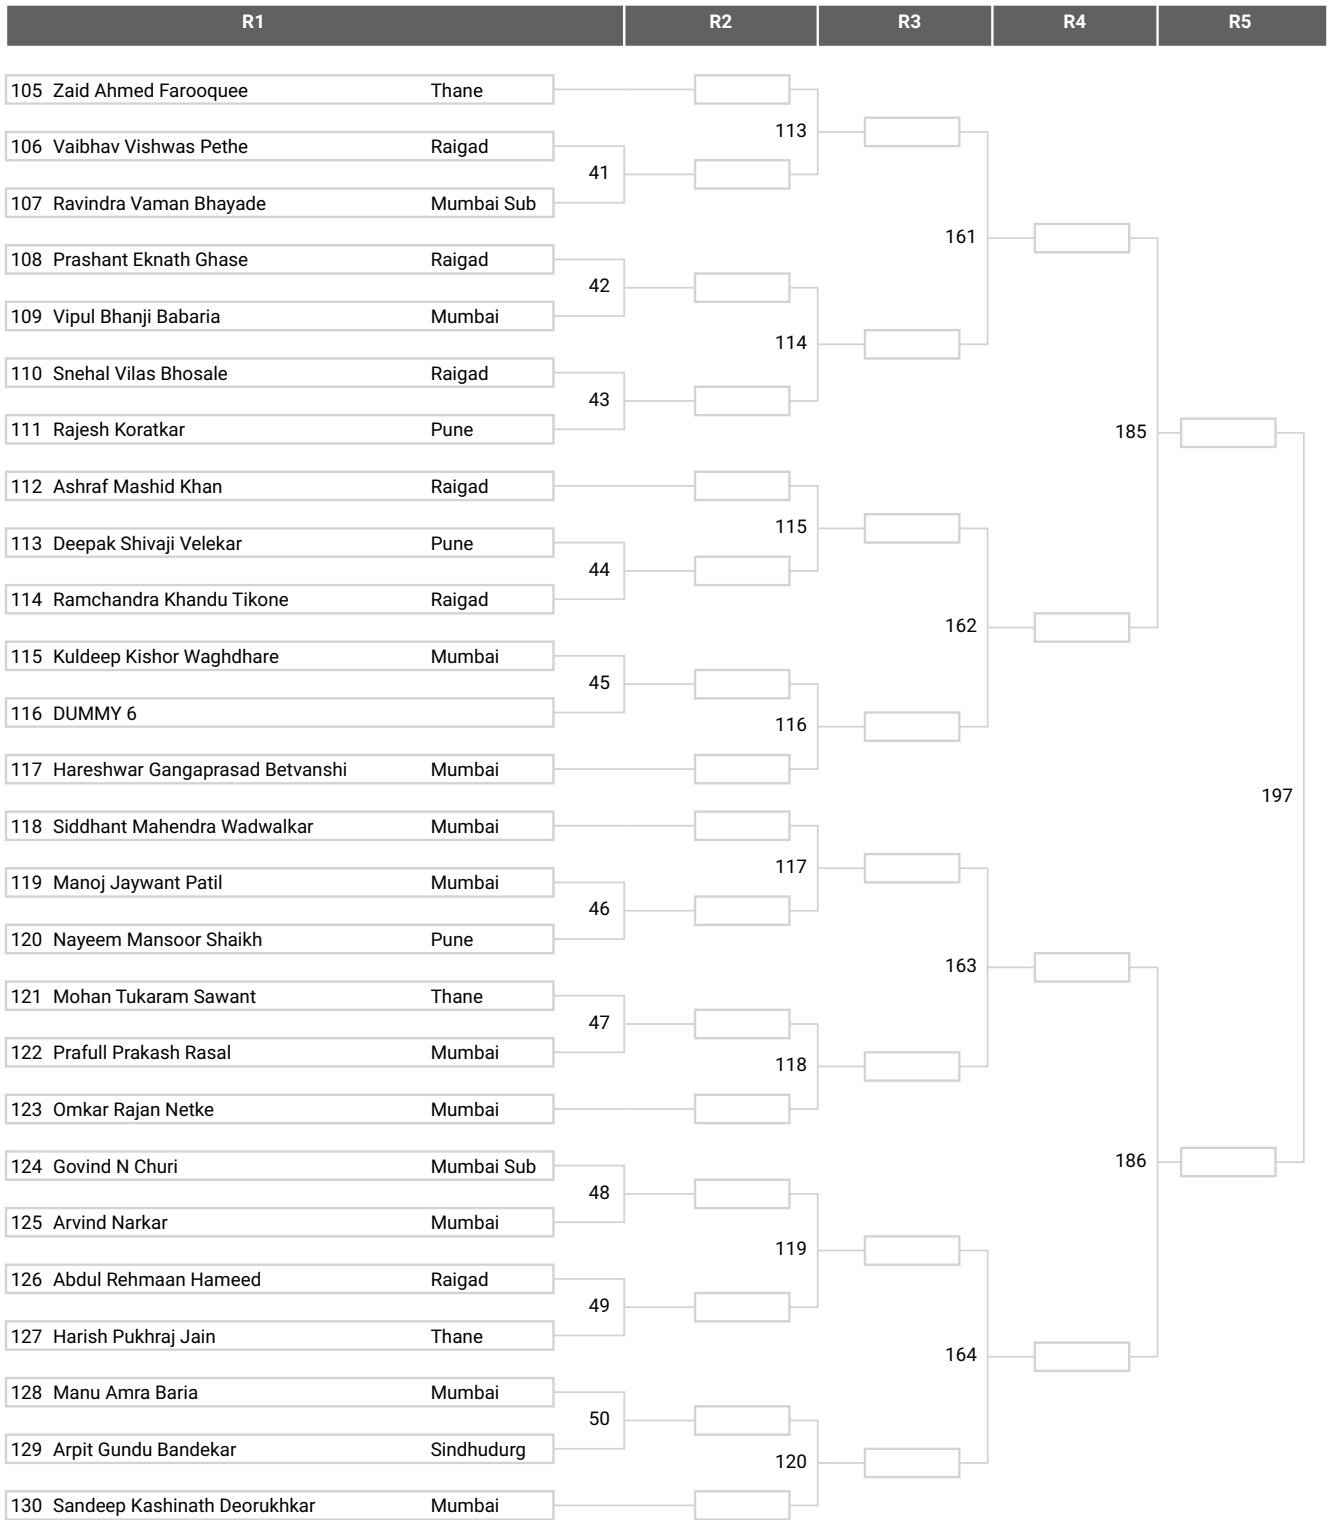 R1 R2 R3 R4 R5
105 Zaid Ahmed Farooquee Thane
113
106 Vaibhav Vishwas Pethe Raigad
41
107 Ravindra Vaman Bhayade Mumbai Sub
161
108 Prashant Eknath Ghase Raigad
42
109 Vipul Bhanji Babaria Mumbai
114
110 Snehal Vilas Bhosale Raigad
43
111 Rajesh Koratkar Pune
185
112 Ashraf Mashid Khan Raigad
115
113 Deepak Shivaji Velekar Pune
44
114 Ramchandra Khandu Tikone Raigad
162
115 Kuldeep Kishor Waghdhare Mumbai
45
116 DUMMY 6
116
117 Hareshwar Gangaprasad Betvanshi Mumbai
197
118 Siddhant Mahendra Wadwalkar Mumbai
117
119 Manoj Jaywant Patil Mumbai
46
120 Nayeem Mansoor Shaikh Pune
163
121 Mohan Tukaram Sawant Thane
47
122 Prafull Prakash Rasal Mumbai
118
123 Omkar Rajan Netke Mumbai
186
124 Govind N Churi Mumbai Sub
48
125 Arvind Narkar Mumbai
119
126 Abdul Rehmaan Hameed Raigad
49
127 Harish Pukhraj Jain Thane
164
128 Manu Amra Baria Mumbai
50
129 Arpit Gundu Bandekar Sindhudurg
120
130 Sandeep Kashinath Deorukhkar Mumbai